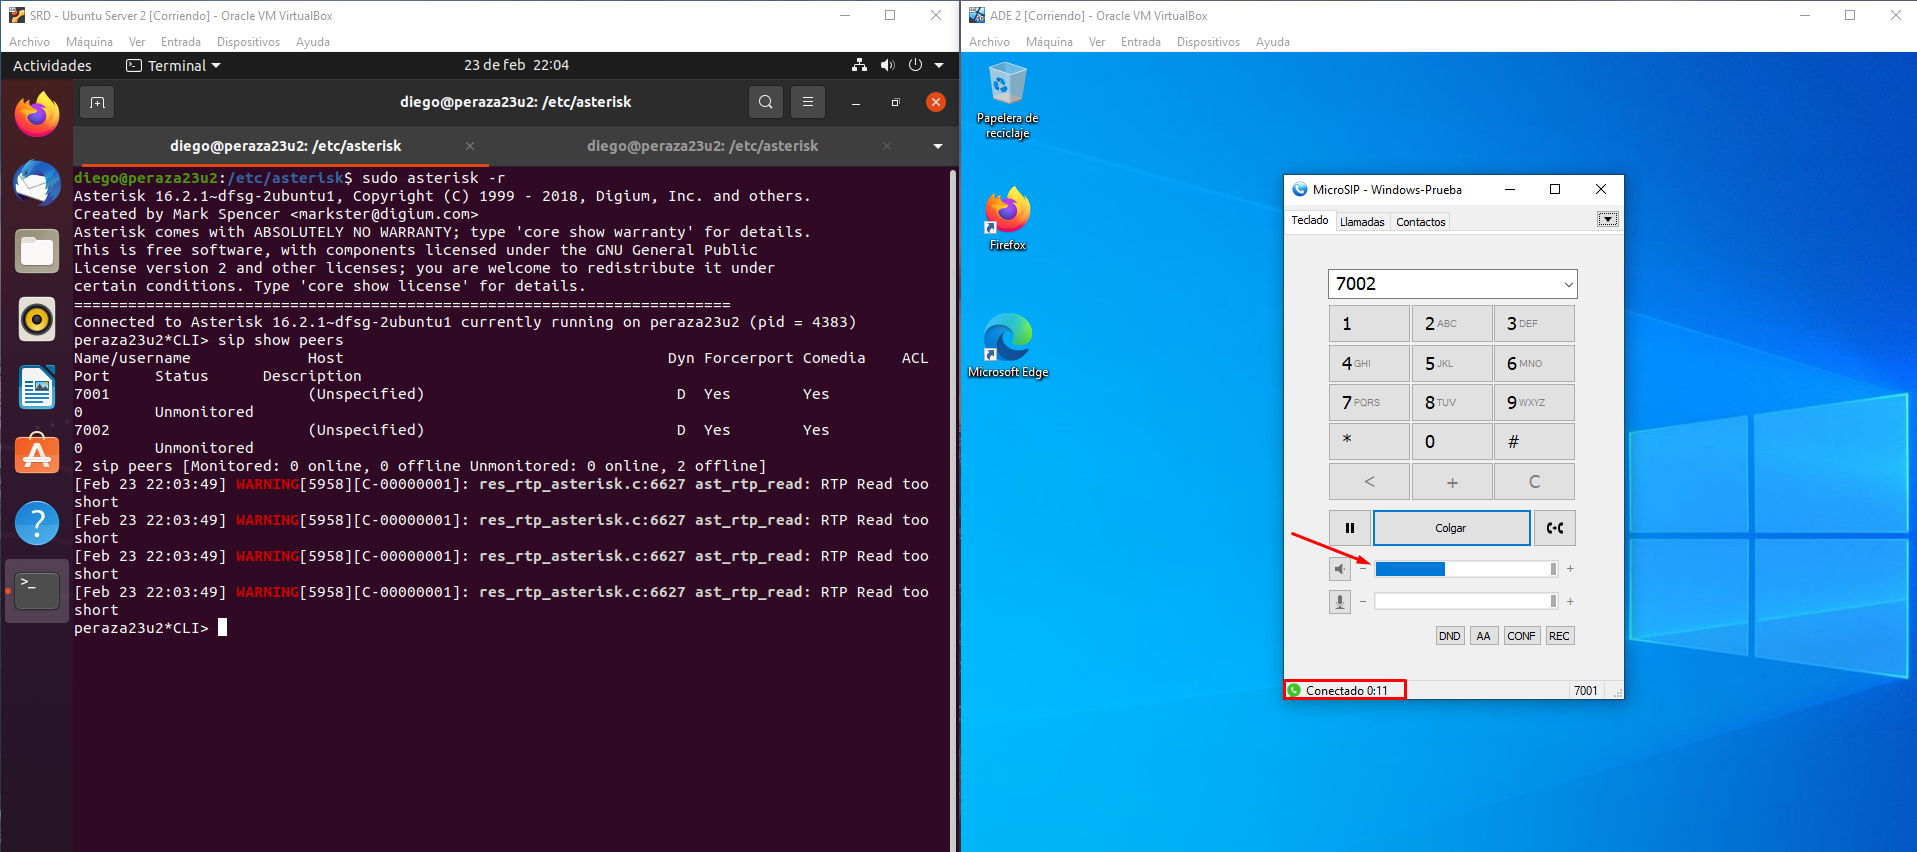 SRD - Ubuntu Server 2 [Corriendo] - Oracle VM VirtualBox
Archivo Máquina Ver Entrada Dispositivos Ayuda
Actividades Terminal 23 de feb 22:04
diego@peraza23u2: /etc/asterisk
diego@peraza23u2: /etc/asterisk × diego@peraza23u2: /etc/asterisk ×
diego@peraza23u2:/etc/asterisk$ sudo asterisk -r
Asterisk 16.2.1~dfsg-2ubuntu1, Copyright (C) 1999 - 2018, Digium, Inc. and others.
Created by Mark Spencer <markster@digium.com>
Asterisk comes with ABSOLUTELY NO WARRANTY; type 'core show warranty' for details.
This is free software, with components licensed under the GNU General Public
License version 2 and other licenses; you are welcome to redistribute it under
certain conditions. Type 'core show license' for details.
=========================================================================
Connected to Asterisk 16.2.1~dfsg-2ubuntu1 currently running on peraza23u2 (pid = 4383)
peraza23u2*CLI> sip show peers
Name/username Host Dyn Forcerport Comedia ACL
Port Status Description
7001 (Unspecified) D Yes Yes
0 Unmonitored
7002 (Unspecified) D Yes Yes
0 Unmonitored
2 sip peers [Monitored: 0 online, 0 offline Unmonitored: 0 online, 2 offline]
[Feb 23 22:03:49] WARNING[5958][C-00000001]: res_rtp_asterisk.c:6627 ast_rtp_read: RTP Read too
short
[Feb 23 22:03:49] WARNING[5958][C-00000001]: res_rtp_asterisk.c:6627 ast_rtp_read: RTP Read too
short
[Feb 23 22:03:49] WARNING[5958][C-00000001]: res_rtp_asterisk.c:6627 ast_rtp_read: RTP Read too
short
[Feb 23 22:03:49] WARNING[5958][C-00000001]: res_rtp_asterisk.c:6627 ast_rtp_read: RTP Read too
short
peraza23u2*CLI>
ADE 2 [Corriendo] - Oracle VM VirtualBox
Archivo Máquina Ver Entrada Dispositivos Ayuda
Papelera de
reciclaje
Firefox
Microsoft Edge
MicroSIP - Windows-Prueba
Teclado Llamadas Contactos
7002
1 2 ABC 3 DEF
4 GHI 5 JKL 6 MNO
7 PQRS 8 TUV 9 WXYZ
* 0 #
< + C
Colgar
- +
- +
DND AA CONF REC
Conectado 0:11 7001